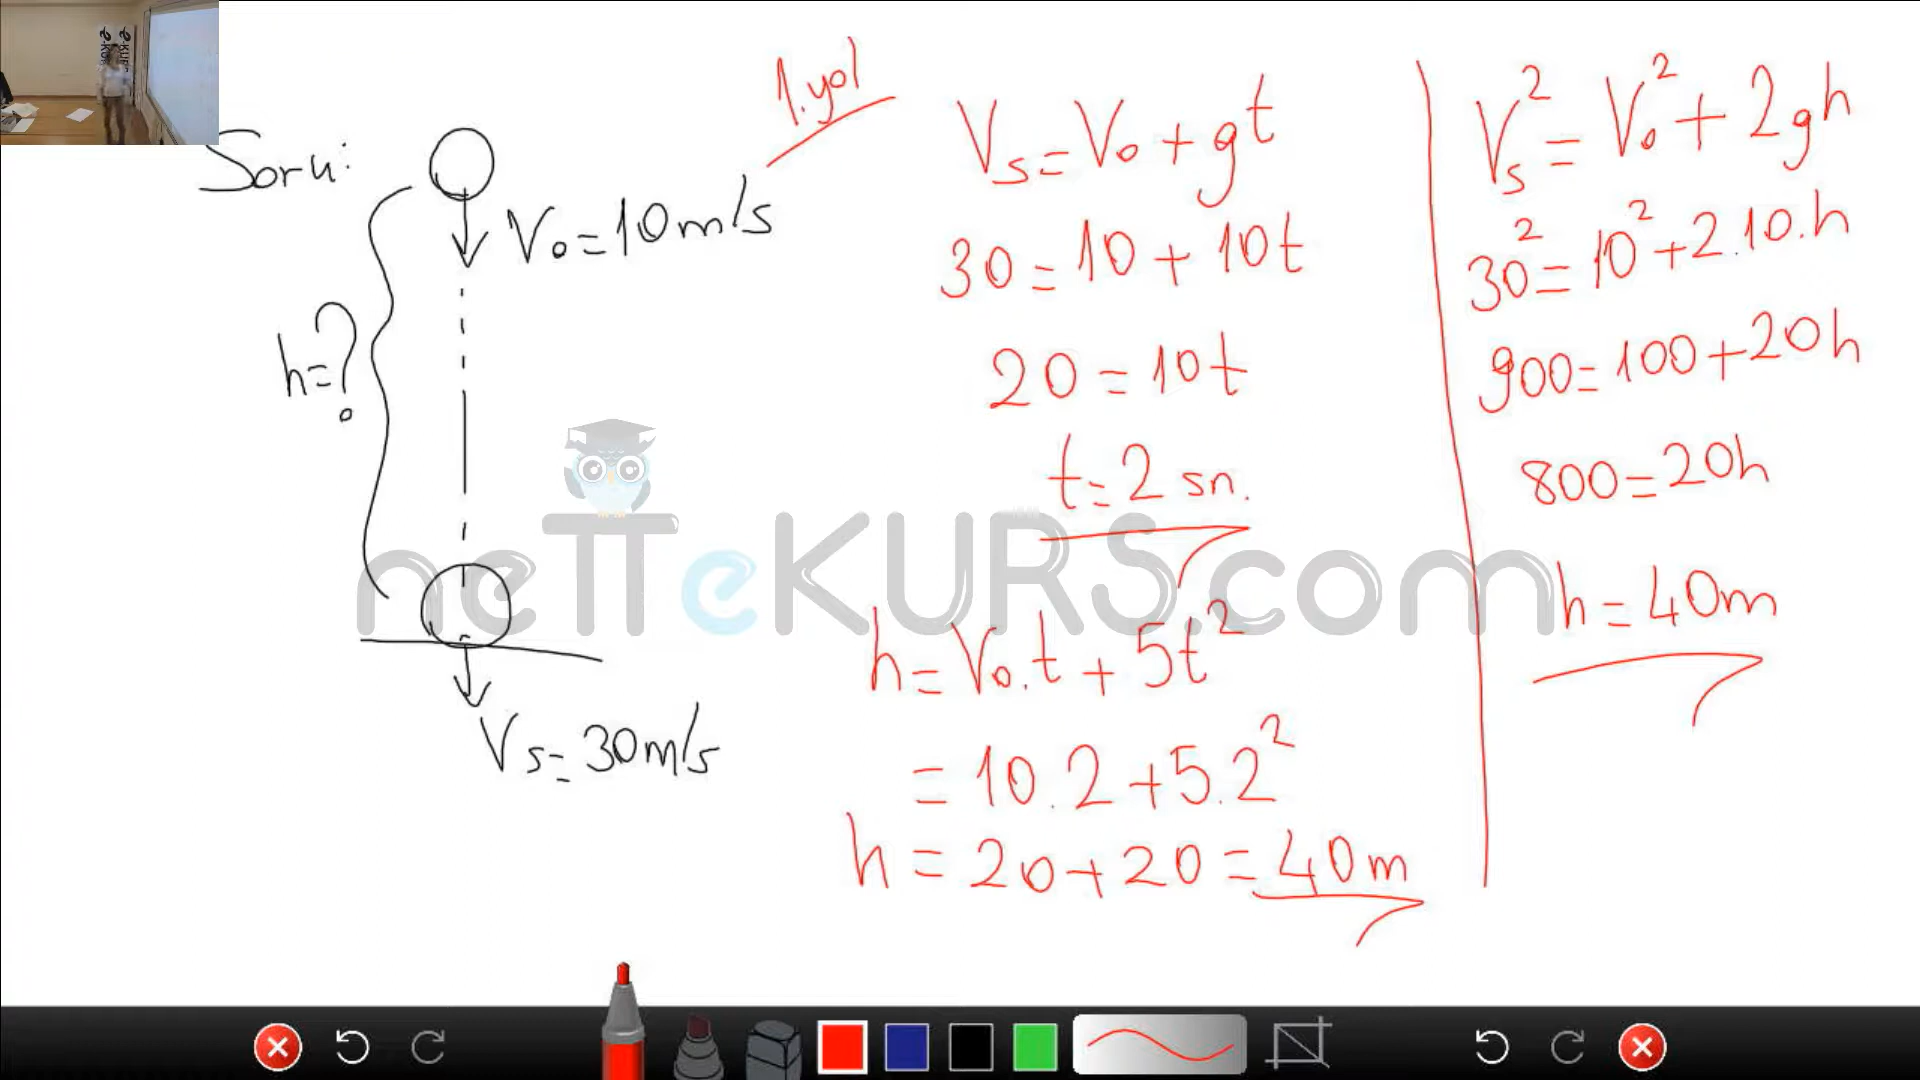 Soru:
V₀=10m/s
h=?
Vs=30m/s
1.yol
Vs=V₀+gt
30=10+10t
20=10t
t=2 sn.
h=V₀.t+5t²
=10.2+5.2²
h=20+20=40m
Vs²=V₀²+2gh
30²=10²+2.10.h
900=100+20h
800=20h
h=40m
neTTeKURS.com